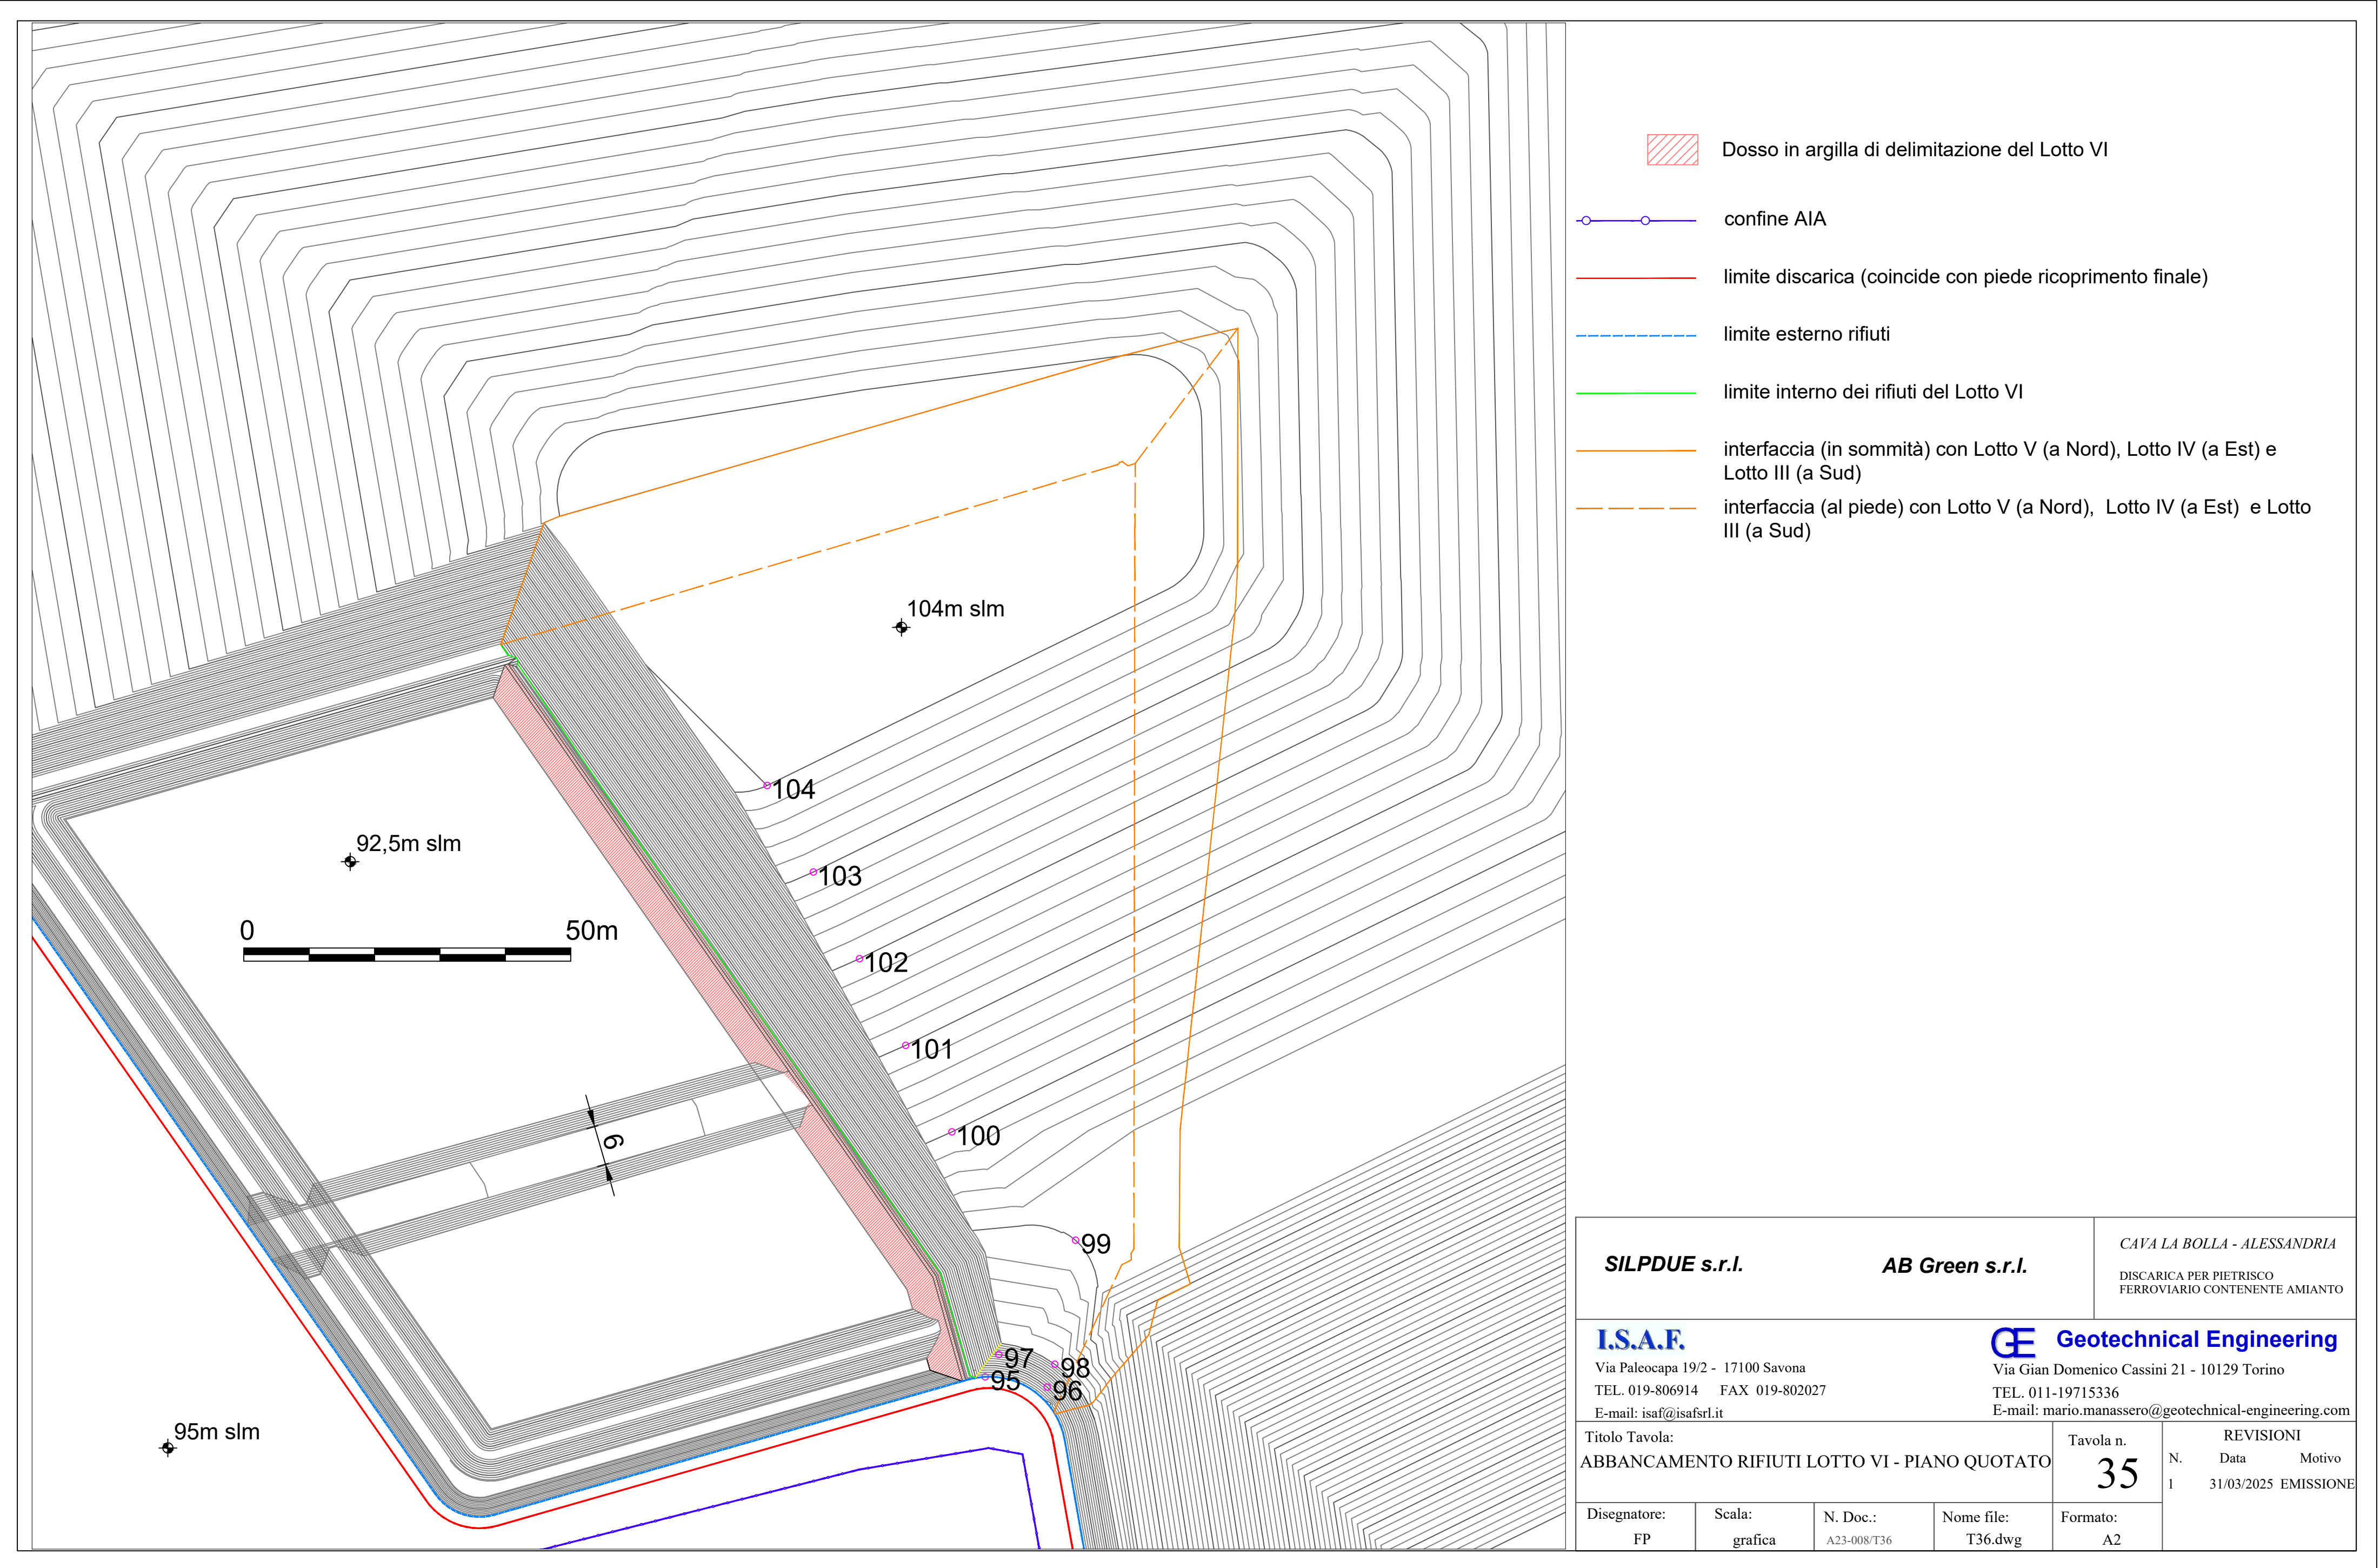 Dosso in argilla di delimitazione del Lotto VI
confine AIA
limite discarica (coincide con piede ricoprimento finale)
limite esterno rifiuti
limite interno dei rifiuti del Lotto VI
interfaccia (in sommità) con Lotto V (a Nord), Lotto IV (a Est) e
Lotto III (a Sud)
interfaccia (al piede) con Lotto V (a Nord), Lotto IV (a Est) e Lotto
III (a Sud)
104m slm
104
92,5m slm
103
0 50m
102
101
100
6
99
97
98
95
96
95m slm
SILPDUE s.r.l. AB Green s.r.l.
CAVA LA BOLLA - ALESSANDRIA
DISCARICA PER PIETRISCO
FERROVIARIO CONTENENTE AMIANTO
I.S.A.F.
Via Paleocapa 19/2 - 17100 Savona
TEL. 019-806914 FAX 019-802027
E-mail: isaf@isafsrl.it
GE Geotechnical Engineering
Via Gian Domenico Cassini 21 - 10129 Torino
TEL. 011-19715336
E-mail: mario.manassero@geotechnical-engineering.com
Titolo Tavola:
ABBANCAMENTO RIFIUTI LOTTO VI - PIANO QUOTATO
Tavola n.
35
REVISIONI
N. Data Motivo
1 31/03/2025 EMISSIONE
Disegnatore:
FP
Scala:
grafica
N. Doc.:
A23-008/T36
Nome file:
T36.dwg
Formato:
A2